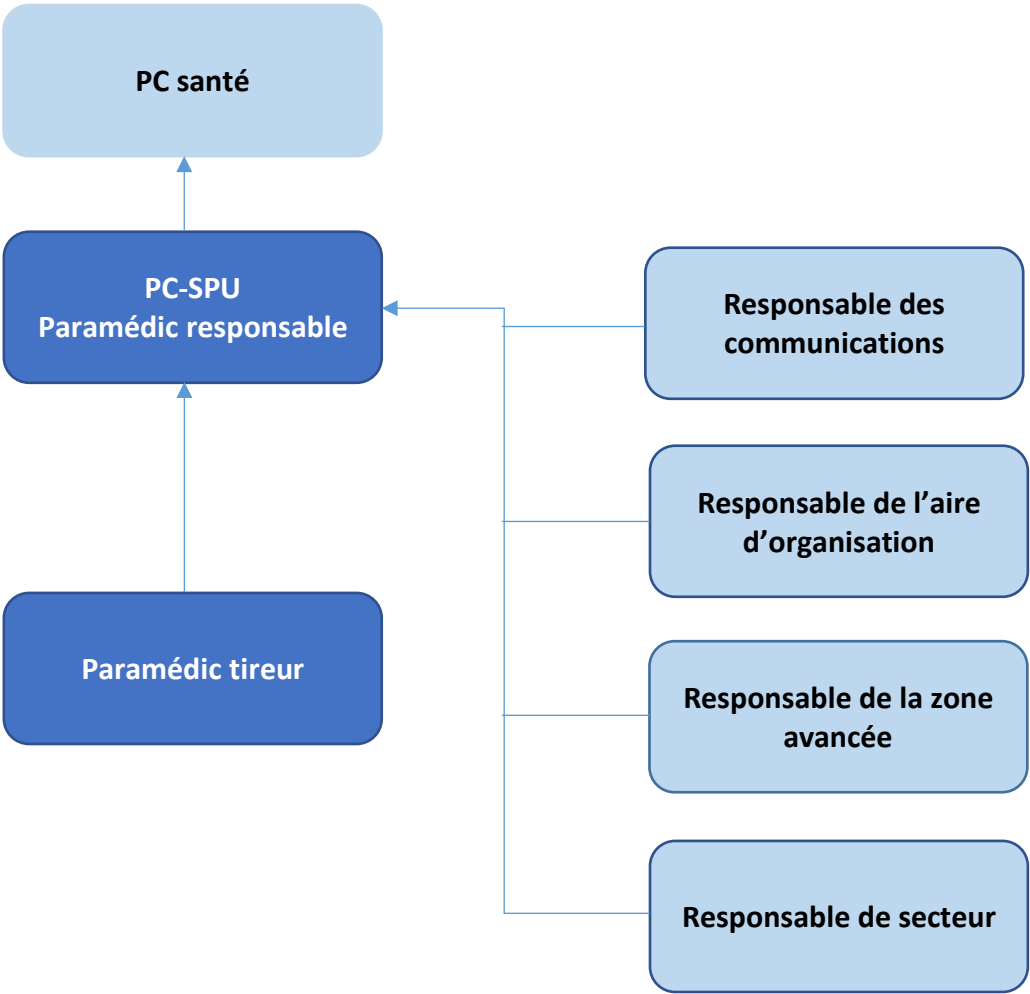 PC santé
PC-SPU
Paramédic responsable
Paramédic tireur
Responsable des
communications
Responsable de l’aire
d’organisation
Responsable de la zone
avancée
Responsable de secteur